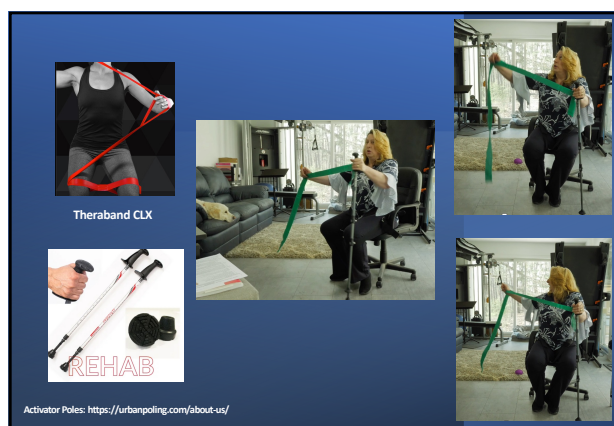 Theraband CLX
REHAB
Activator Poles: https://urbanpoling.com/about-us/